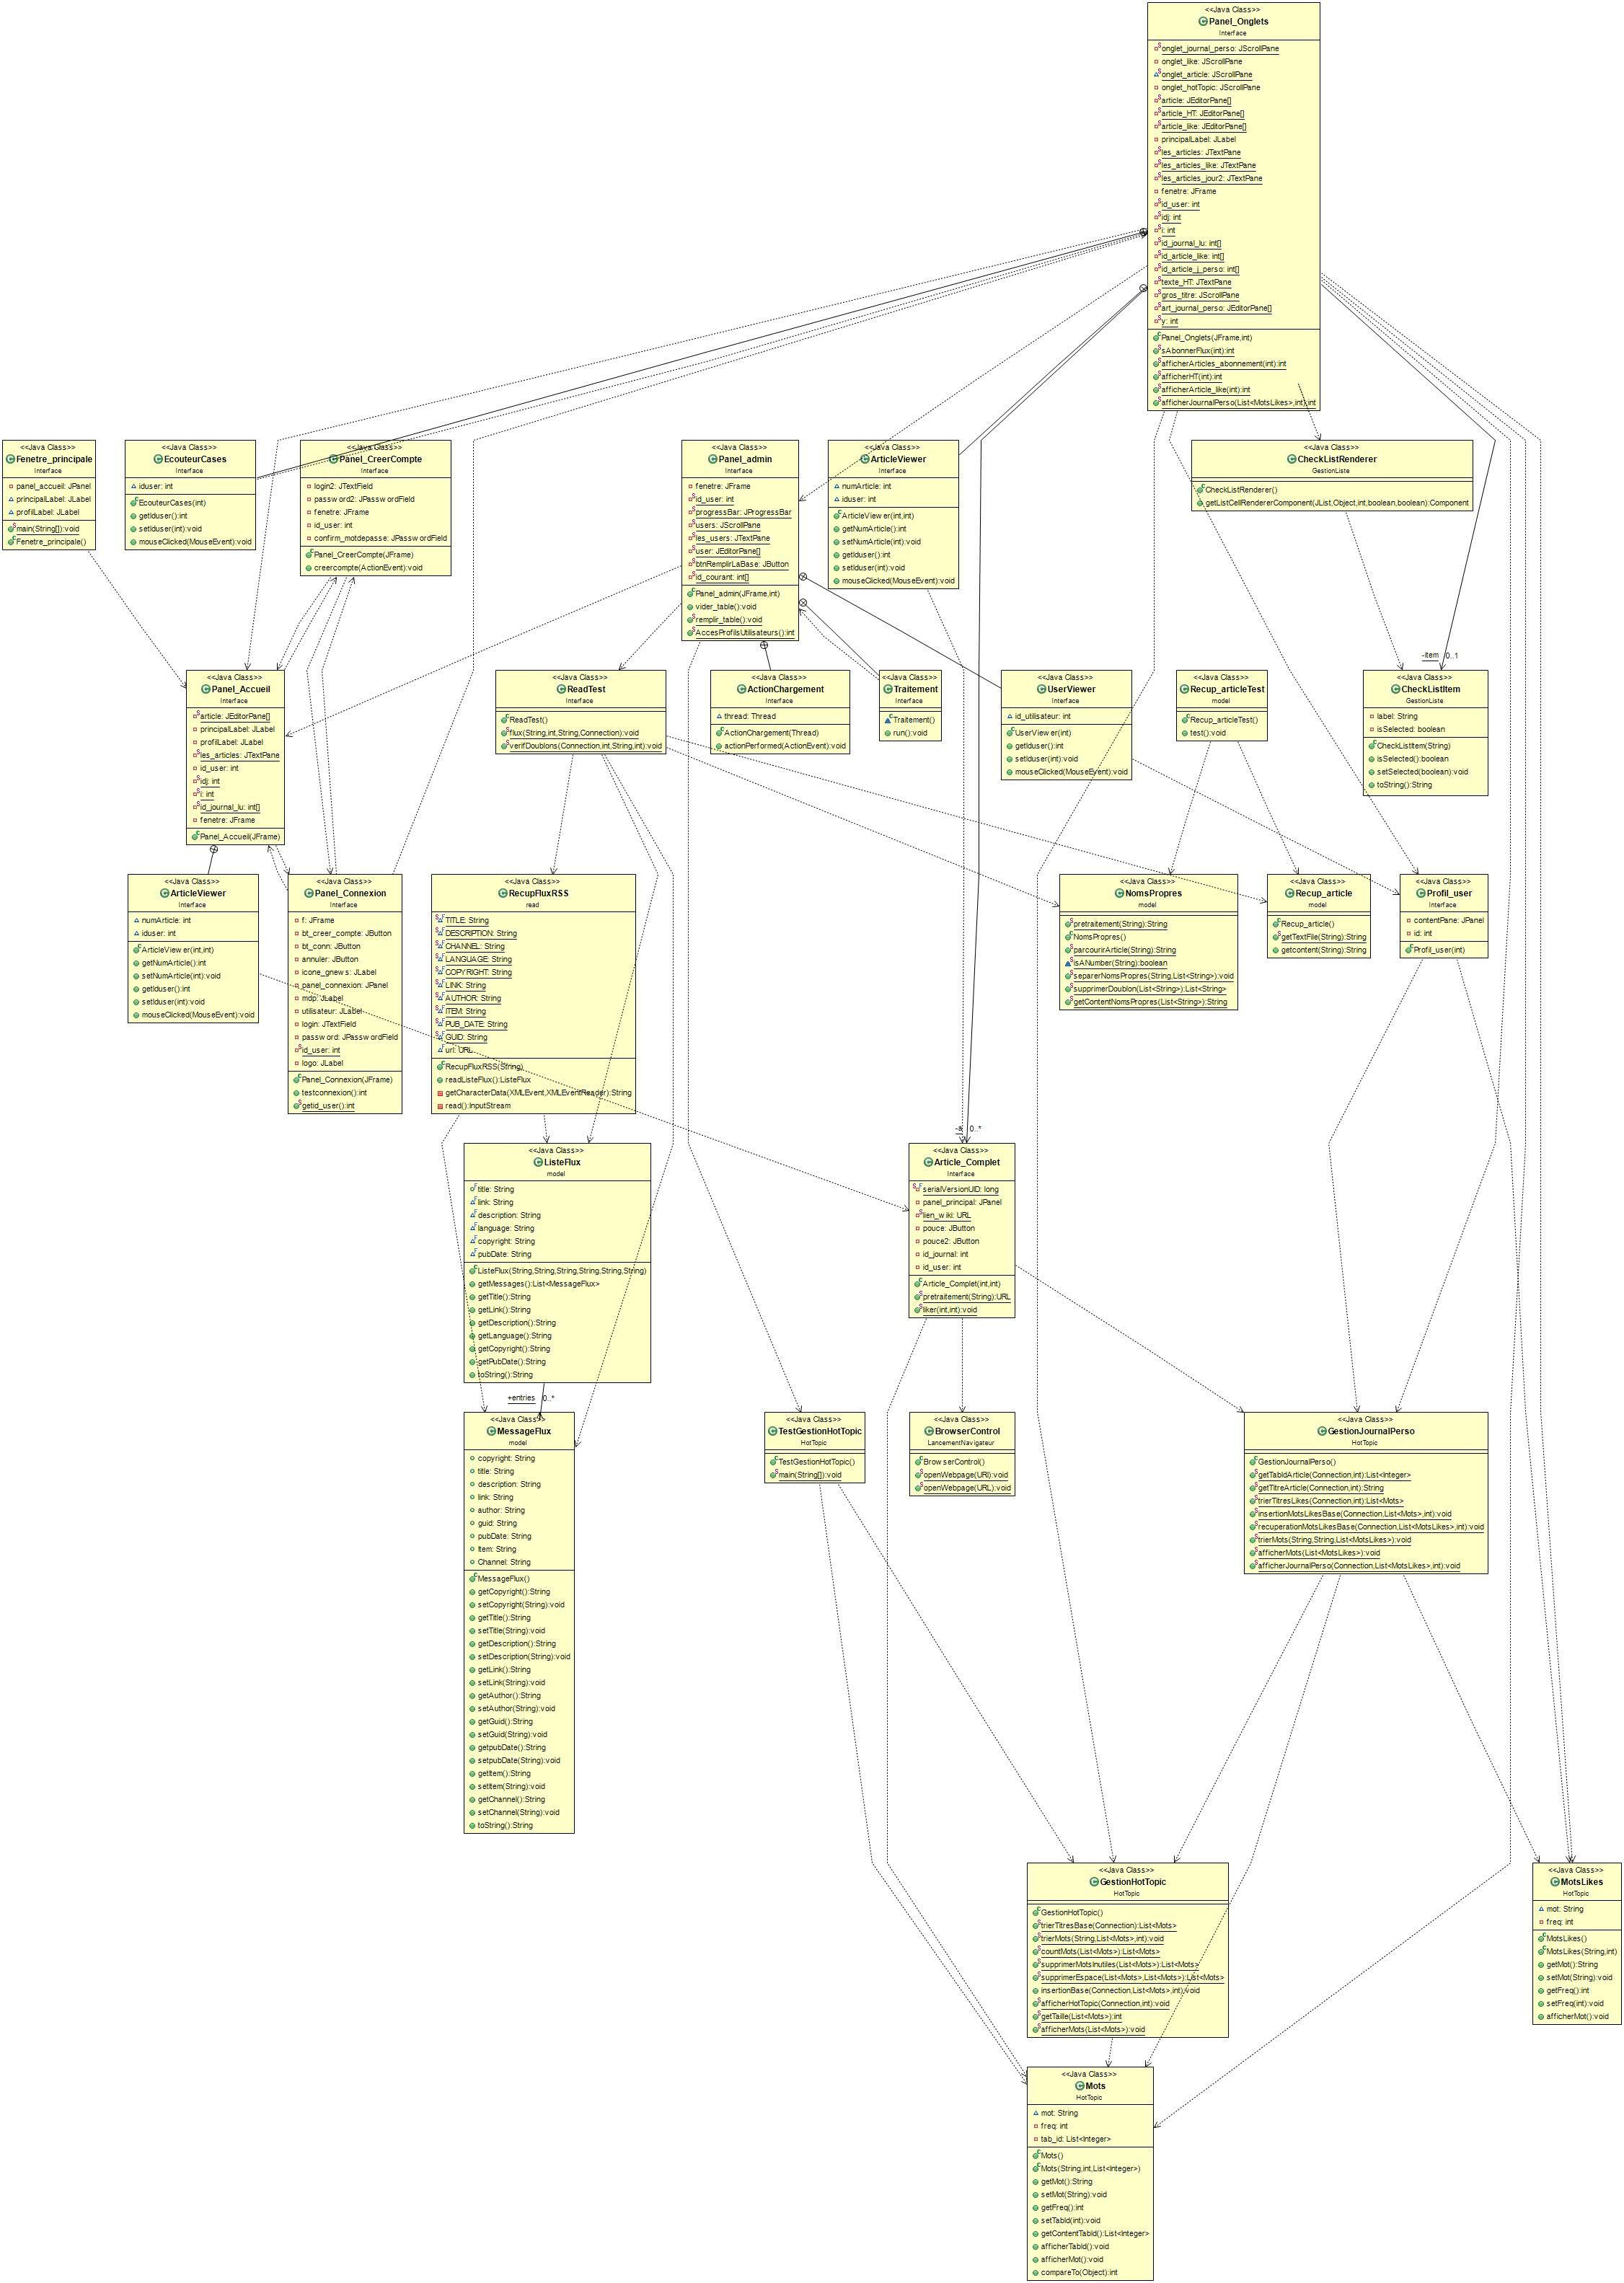 <<Java Class>>
Panel_Onglets
Interface
onglet_journal_perso: JScrollPane
onglet_like: JScrollPane
onglet_article: JScrollPane
onglet_hotTopic: JScrollPane
article: JEditorPane[]
article_HT: JEditorPane[]
article_like: JEditorPane[]
principalLabel: JLabel
les_articles: JTextPane
les_articles_like: JTextPane
les_articles_jour2: JTextPane
fenetre: JFrame
id_user: int
idj: int
i: int
id_journal_lu: int[]
id_article_like: int[]
id_article_j_perso: int[]
texte_HT: JTextPane
gros_titre: JScrollPane
art_journal_perso: JEditorPane[]
y: int
Panel_Onglets(JFrame,int)
sAbonnerFlux(int):int
afficherArticles_abonnement(int):int
afficherHT(int):int
afficherArticle_like(int):int
afficherJournalPerso(List<MotsLikes>,int):int
<<Java Class>>
Fenetre_principale
Interface
panel_accueil: JPanel
principalLabel: JLabel
profilLabel: JLabel
main(String[]):void
Fenetre_principale()
<<Java Class>>
EcouteurCases
Interface
iduser: int
EcouteurCases(int)
getIduser():int
setIduser(int):void
mouseClicked(MouseEvent):void
<<Java Class>>
Panel_CreerCompte
Interface
login2: JTextField
password2: JPasswordField
fenetre: JFrame
id_user: int
confirm_motdepasse: JPasswordField
Panel_CreerCompte(JFrame)
creercompte(ActionEvent):void
<<Java Class>>
Panel_admin
Interface
fenetre: JFrame
id_user: int
progressBar: JProgressBar
users: JScrollPane
les_users: JTextPane
user: JEditorPane[]
btnRemplirLaBase: JButton
id_courant: int[]
Panel_admin(JFrame,int)
vider_table():void
remplir_table():void
AccesProfilsUtilisateurs():int
<<Java Class>>
ArticleViewer
Interface
numArticle: int
iduser: int
ArticleViewer(int,int)
getNumArticle():int
setNumArticle(int):void
getIduser():int
setIduser(int):void
mouseClicked(MouseEvent):void
<<Java Class>>
CheckListRenderer
GestionListe
CheckListRenderer()
getListCellRendererComponent(JList,Object,int,boolean,boolean):Component
-item 0..1
<<Java Class>>
Panel_Accueil
Interface
article: JEditorPane[]
principalLabel: JLabel
profilLabel: JLabel
les_articles: JTextPane
id_user: int
idj: int
i: int
id_journal_lu: int[]
fenetre: JFrame
Panel_Accueil(JFrame)
<<Java Class>>
ReadTest
Interface
ReadTest()
flux(String,int,String,Connection):void
verifDoublons(Connection,int,String,int):void
<<Java Class>>
ActionChargement
Interface
thread: Thread
ActionChargement(Thread)
actionPerformed(ActionEvent):void
<<Java Class>>
Traitement
Interface
Traitement()
run():void
<<Java Class>>
UserViewer
Interface
id_utilisateur: int
UserViewer(int)
getIduser():int
setIduser(int):void
mouseClicked(MouseEvent):void
<<Java Class>>
Recup_articleTest
model
Recup_articleTest()
test():void
<<Java Class>>
CheckListItem
GestionListe
label: String
isSelected: boolean
CheckListItem(String)
isSelected():boolean
setSelected(boolean):void
toString():String
<<Java Class>>
ArticleViewer
Interface
numArticle: int
iduser: int
ArticleViewer(int,int)
getNumArticle():int
setNumArticle(int):void
getIduser():int
setIduser(int):void
mouseClicked(MouseEvent):void
<<Java Class>>
Panel_Connexion
Interface
f: JFrame
bt_creer_compte: JButton
bt_conn: JButton
annuler: JButton
icone_gnews: JLabel
panel_connexion: JPanel
mdp: JLabel
utilisateur: JLabel
login: JTextField
password: JPasswordField
id_user: int
logo: JLabel
Panel_Connexion(JFrame)
testconnexion():int
getid_user():int
<<Java Class>>
RecupFluxRSS
read
TITLE: String
DESCRIPTION: String
CHANNEL: String
LANGUAGE: String
COPYRIGHT: String
LINK: String
AUTHOR: String
ITEM: String
PUB_DATE: String
GUID: String
url: URL
RecupFluxRSS(String)
readListeFlux():ListeFlux
getCharacterData(XMLEvent,XMLEventReader):String
read():InputStream
<<Java Class>>
NomsPropres
model
pretraitement(String):String
NomsPropres()
parcourirArticle(String):String
isANumber(String):boolean
separerNomsPropres(String,List<String>):void
supprimerDoublon(List<String>):List<String>
getContentNomsPropres(List<String>):String
<<Java Class>>
Recup_article
model
Recup_article()
getTextFile(String):String
getcontent(String):String
<<Java Class>>
Profil_user
Interface
contentPane: JPanel
id: int
Profil_user(int)
-a 0..*
<<Java Class>>
ListeFlux
model
title: String
link: String
description: String
language: String
copyright: String
pubDate: String
ListeFlux(String,String,String,String,String,String)
getMessages():List<MessageFlux>
getTitle():String
getLink():String
getDescription():String
getLanguage():String
getCopyright():String
getPubDate():String
toString():String
+entries 0..*
<<Java Class>>
Article_Complet
Interface
serialVersionUID: long
panel_principal: JPanel
lien_wiki: URL
pouce: JButton
pouce2: JButton
id_journal: int
id_user: int
Article_Complet(int,int)
pretraitement(String):URL
liker(int,int):void
<<Java Class>>
MessageFlux
model
copyright: String
title: String
description: String
link: String
author: String
guid: String
pubDate: String
Item: String
Channel: String
MessageFlux()
getCopyright():String
setCopyright(String):void
getTitle():String
setTitle(String):void
getDescription():String
setDescription(String):void
getLink():String
setLink(String):void
getAuthor():String
setAuthor(String):void
getGuid():String
setGuid(String):void
getpubDate():String
setpubDate(String):void
getItem():String
setItem(String):void
getChannel():String
setChannel(String):void
toString():String
<<Java Class>>
TestGestionHotTopic
HotTopic
TestGestionHotTopic()
main(String[]):void
<<Java Class>>
BrowserControl
LancementNavigateur
BrowserControl()
openWebpage(URI):void
openWebpage(URL):void
<<Java Class>>
GestionJournalPerso
HotTopic
GestionJournalPerso()
getTabIdArticle(Connection,int):List<Integer>
getTitreArticle(Connection,int):String
trierTitresLikes(Connection,int):List<Mots>
insertionMotsLikesBase(Connection,List<Mots>,int):void
recuperationMotsLikesBase(Connection,List<MotsLikes>,int):void
trierMots(String,String,List<MotsLikes>):void
afficherMots(List<MotsLikes>):void
afficherJournalPerso(Connection,List<MotsLikes>,int):void
<<Java Class>>
GestionHotTopic
HotTopic
GestionHotTopic()
trierTitresBase(Connection):List<Mots>
trierMots(String,List<Mots>,int):void
countMots(List<Mots>):List<Mots>
supprimerMotsInutiles(List<Mots>):List<Mots>
supprimerEspace(List<Mots>,List<Mots>):List<Mots>
insertionBase(Connection,List<Mots>,int):void
afficherHotTopic(Connection,int):void
getTaille(List<Mots>):int
afficherMots(List<Mots>):void
<<Java Class>>
MotsLikes
HotTopic
mot: String
freq: int
MotsLikes()
MotsLikes(String,int)
getMot():String
setMot(String):void
getFreq():int
setFreq(int):void
afficherMot():void
<<Java Class>>
Mots
HotTopic
mot: String
freq: int
tab_id: List<Integer>
Mots()
Mots(String,int,List<Integer>)
getMot():String
setMot(String):void
getFreq():int
setTabId(int):void
getContentTabId():List<Integer>
afficherTabId():void
afficherMot():void
compareTo(Object):int